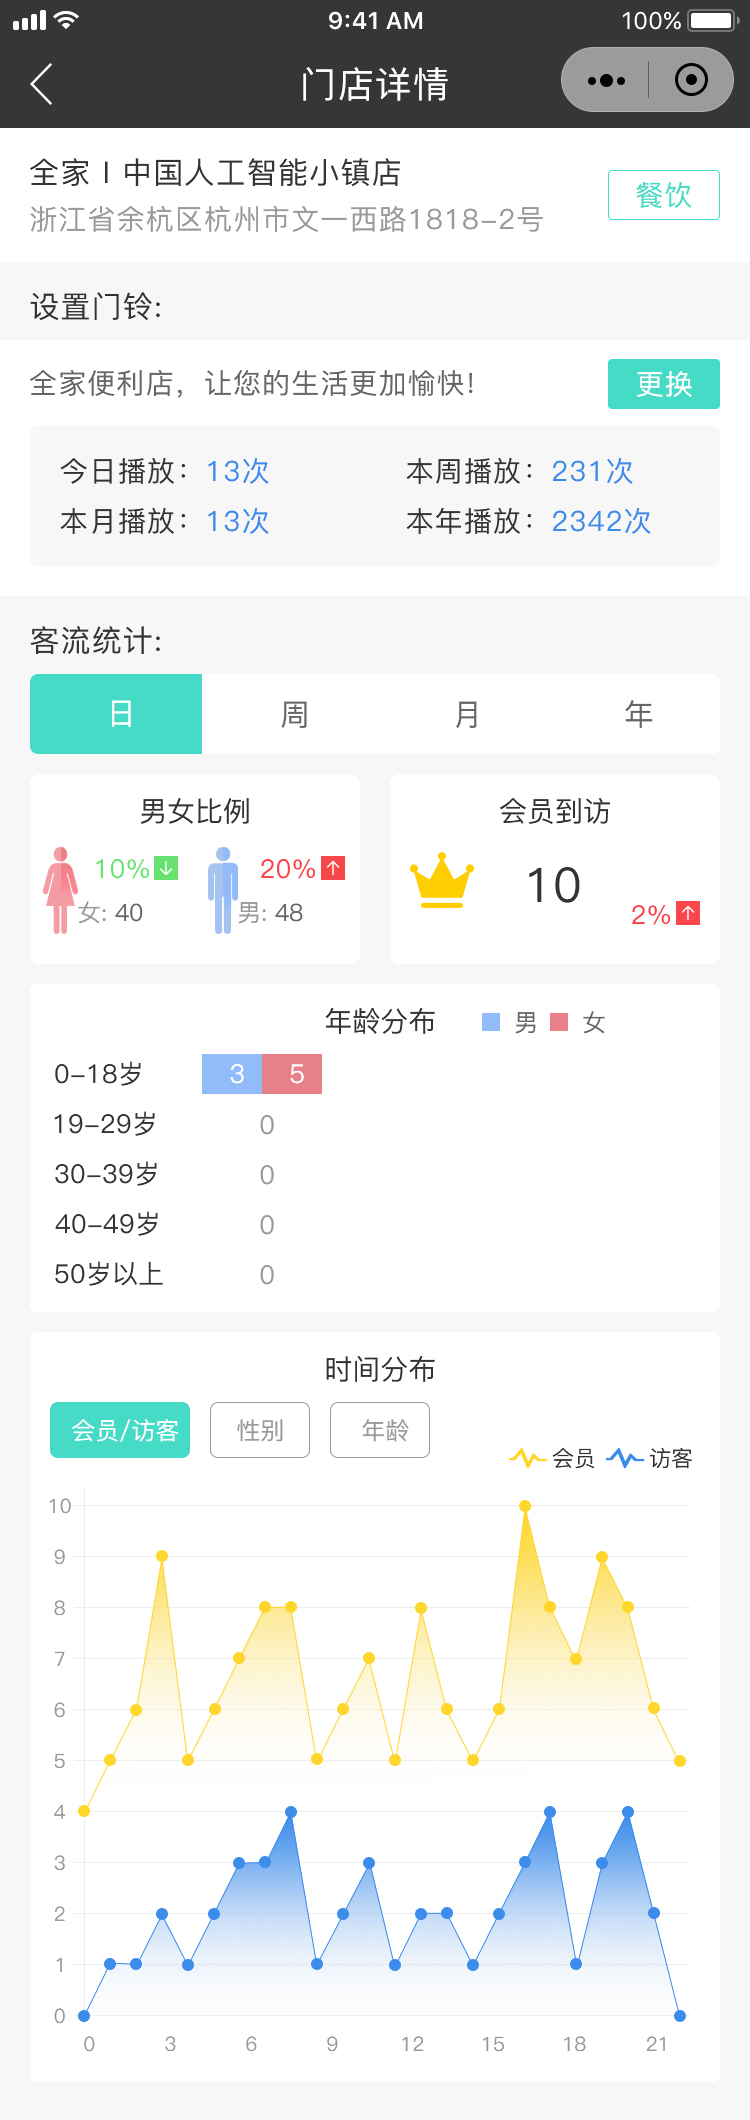 9:41 AM 100%
门店详情
全家 I 中国人工智能小镇店
浙江省余杭区杭州市文一西路1818-2号
餐饮
设置门铃:
全家便利店，让您的生活更加愉快!
更换
今日播放：13次 本周播放：231次
本月播放：13次 本年播放：2342次
客流统计:
日 周 月 年
男女比例
10% 20%
女: 40 男: 48
会员到访
10
2%
年龄分布 男 女
0-18岁 3 5
19-29岁 0
30-39岁 0
40-49岁 0
50岁以上 0
时间分布
会员/访客 性别 年龄
会员 访客
10
9
8
7
6
5
4
3
2
1
0
0 3 6 9 12 15 18 21